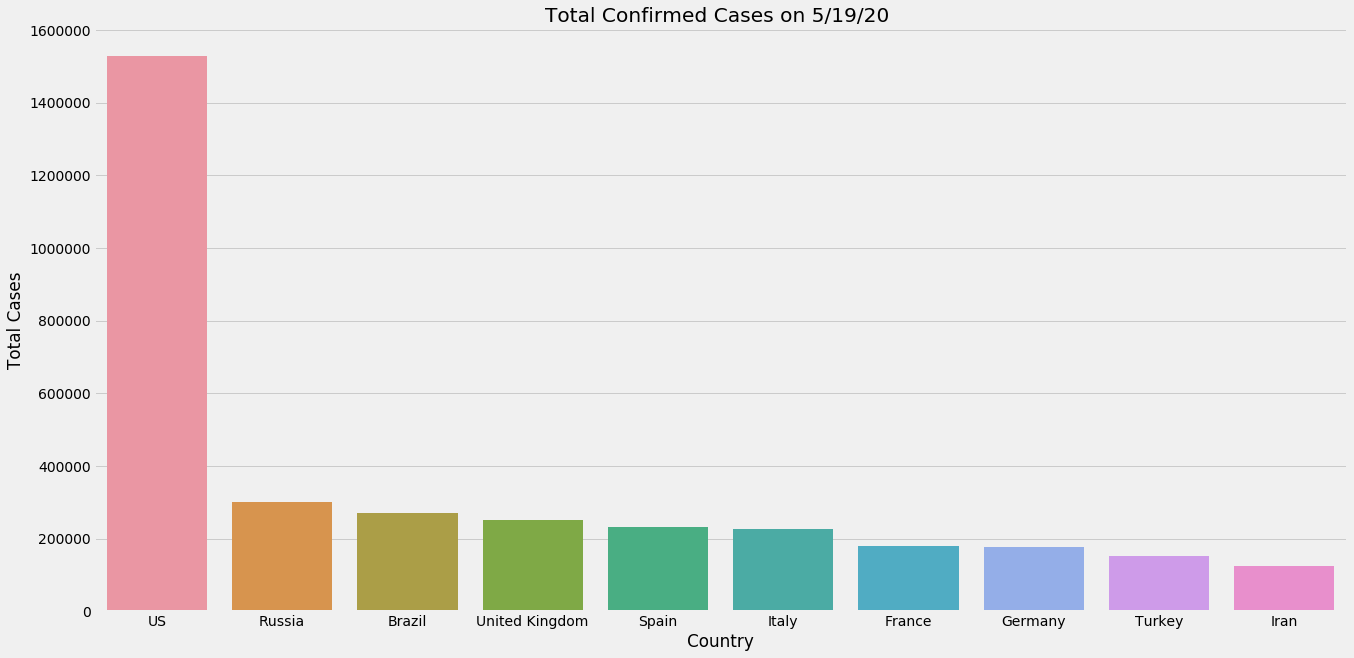 Total Confirmed Cases on 5/19/20
1600000
1400000
1200000
1000000
800000
600000
400000
200000
0
Total Cases
US Russia Brazil United Kingdom Spain Italy France Germany Turkey Iran
Country